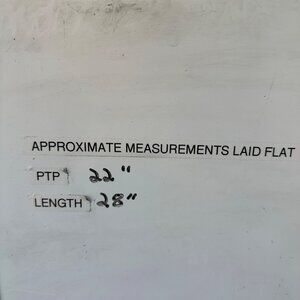 APPROXIMATE MEASUREMENTS LAID FLAT
PTP 22"
LENGTH 28"